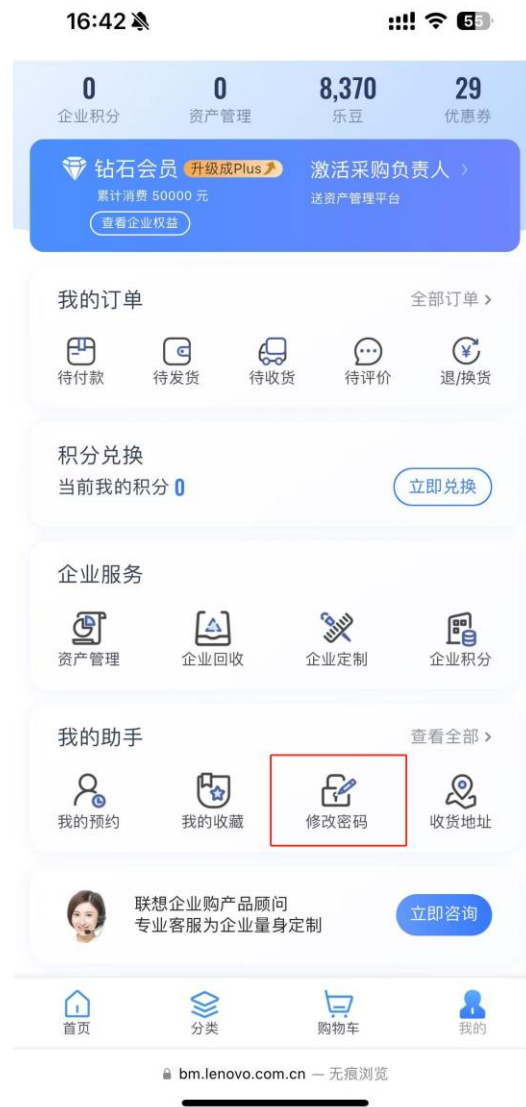 16:42
55
0 0 8,370 29
企业积分 资产管理 乐豆 优惠券
钻石会员 升级成Plus 激活采购负责人
累计消费 50000 元 送资产管理平台
查看企业权益
我的订单 全部订单
待付款 待发货 待收货 待评价 退/换货
积分兑换
当前我的积分 0 立即兑换
企业服务
资产管理 企业回收 企业定制 企业积分
我的助手 查看全部
我的预约 我的收藏 修改密码 收货地址
联想企业购产品顾问
专业客服为企业量身定制 立即咨询
首页 分类 购物车 我的
bm.lenovo.com.cn — 无痕浏览